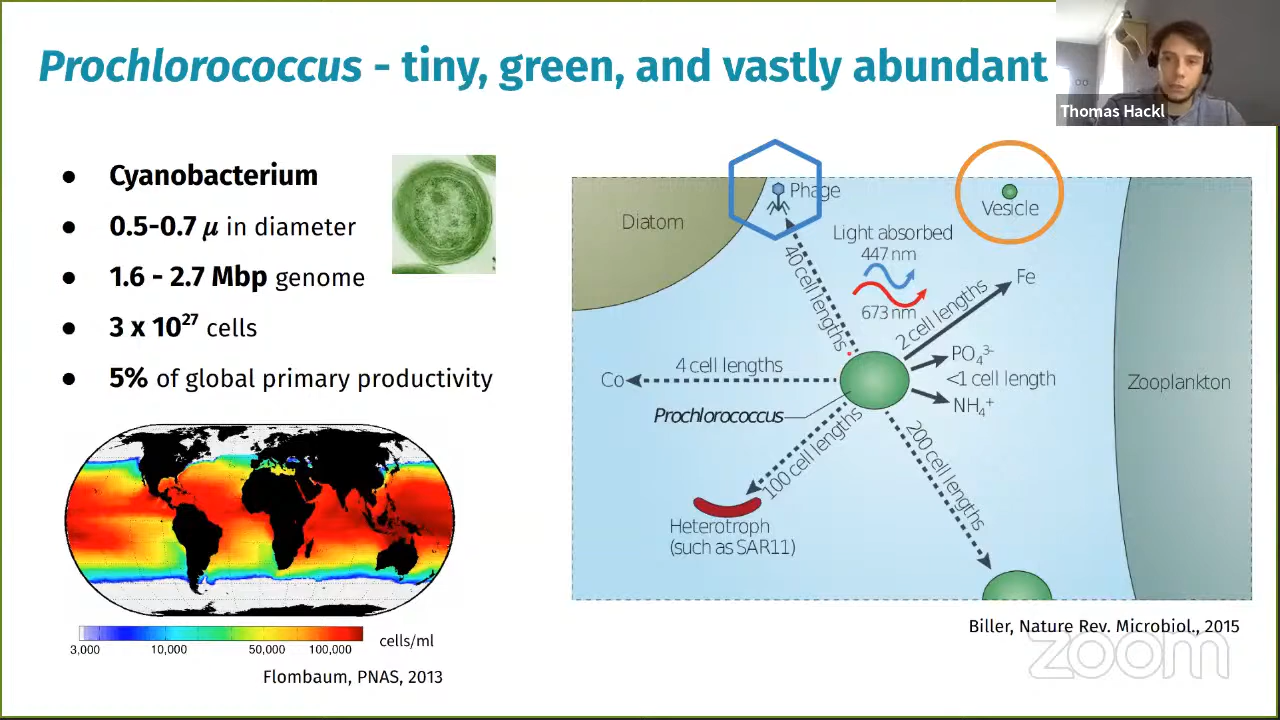 Prochlorococcus - tiny, green, and vastly abundant
Thomas Hackl
● Cyanobacterium
● 0.5-0.7 μ in diameter
● 1.6 - 2.7 Mbp genome
● 3 x 10²⁷ cells
● 5% of global primary productivity
3,000 10,000 50,000 100,000 cells/ml
Flombaum, PNAS, 2013
Diatom
Phage
Vesicle
Light absorbed
447 nm
673 nm
40 cell lengths
2 cell lengths
Fe
PO₄³⁻
<1 cell length
NH₄⁺
4 cell lengths
Co
Prochlorococcus
100 cell lengths
200 cell lengths
Heterotroph
(such as SAR11)
Zooplankton
Biller, Nature Rev. Microbiol., 2015
zoom